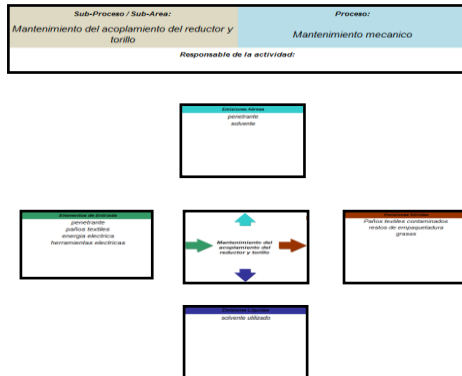 Sub-Proceso / Sub-Area:
Mantenimiento del acoplamiento del reductor y
torillo
Proceso:
Mantenimiento mecanico
Responsable de la actividad:
Emisiones Aéreas
penetrante
solvente
Elementos de Entrada
penetrante
paños textiles
energia electrica
herramientas electricas
Mantenimiento del
acoplamiento del
reductor y torillo
Paños textiles contaminados
restos de empaquetadura
grasas
solvente utilizado